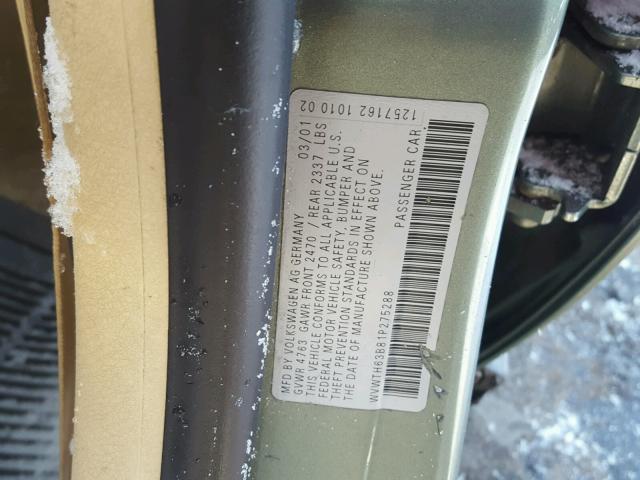 1257162 1010 02
MFD BY VOLKSWAGEN AG GERMANY 03/01
GVWR 4763 GAWR FRONT 2470 / REAR 2337 LBS
THIS VEHICLE CONFORMS TO ALL APPLICABLE U.S.
FEDERAL MOTOR VEHICLE SAFETY, BUMPER AND
THEFT PREVENTION STANDARDS IN EFFECT ON
THE DATE OF MANUFACTURE SHOWN ABOVE.
WVWTH63B81P275288 PASSENGER CAR.